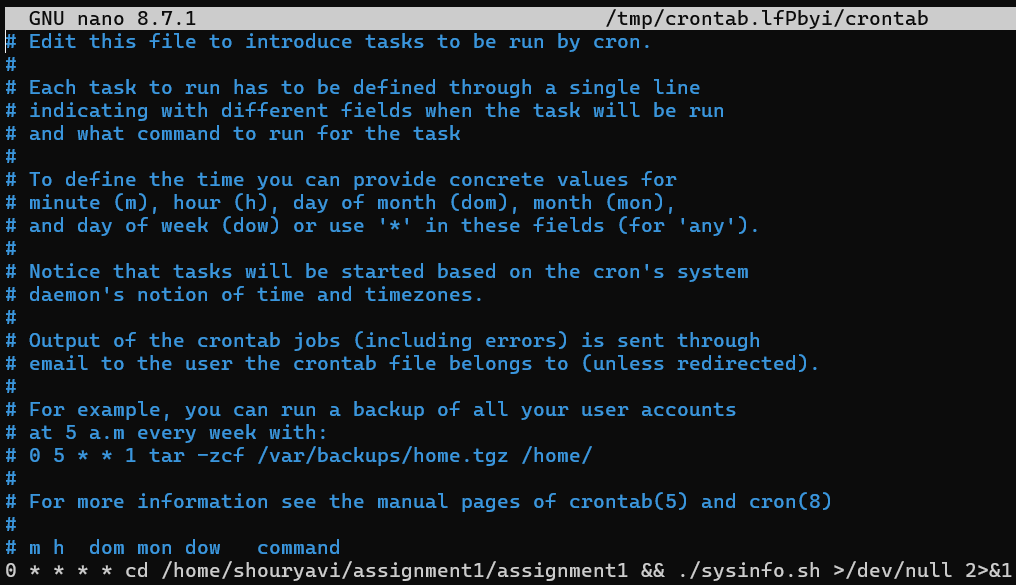 GNU nano 8.7.1 /tmp/crontab.lfPbyi/crontab
# Edit this file to introduce tasks to be run by cron.
#
# Each task to run has to be defined through a single line
# indicating with different fields when the task will be run
# and what command to run for the task
#
# To define the time you can provide concrete values for
# minute (m), hour (h), day of month (dom), month (mon),
# and day of week (dow) or use '*' in these fields (for 'any').
#
# Notice that tasks will be started based on the cron's system
# daemon's notion of time and timezones.
#
# Output of the crontab jobs (including errors) is sent through
# email to the user the crontab file belongs to (unless redirected).
#
# For example, you can run a backup of all your user accounts
# at 5 a.m every week with:
# 0 5 * * 1 tar -zcf /var/backups/home.tgz /home/
#
# For more information see the manual pages of crontab(5) and cron(8)
#
# m h  dom mon dow   command
0 * * * * cd /home/shouryavi/assignment1/assignment1 && ./sysinfo.sh >/dev/null 2>&1